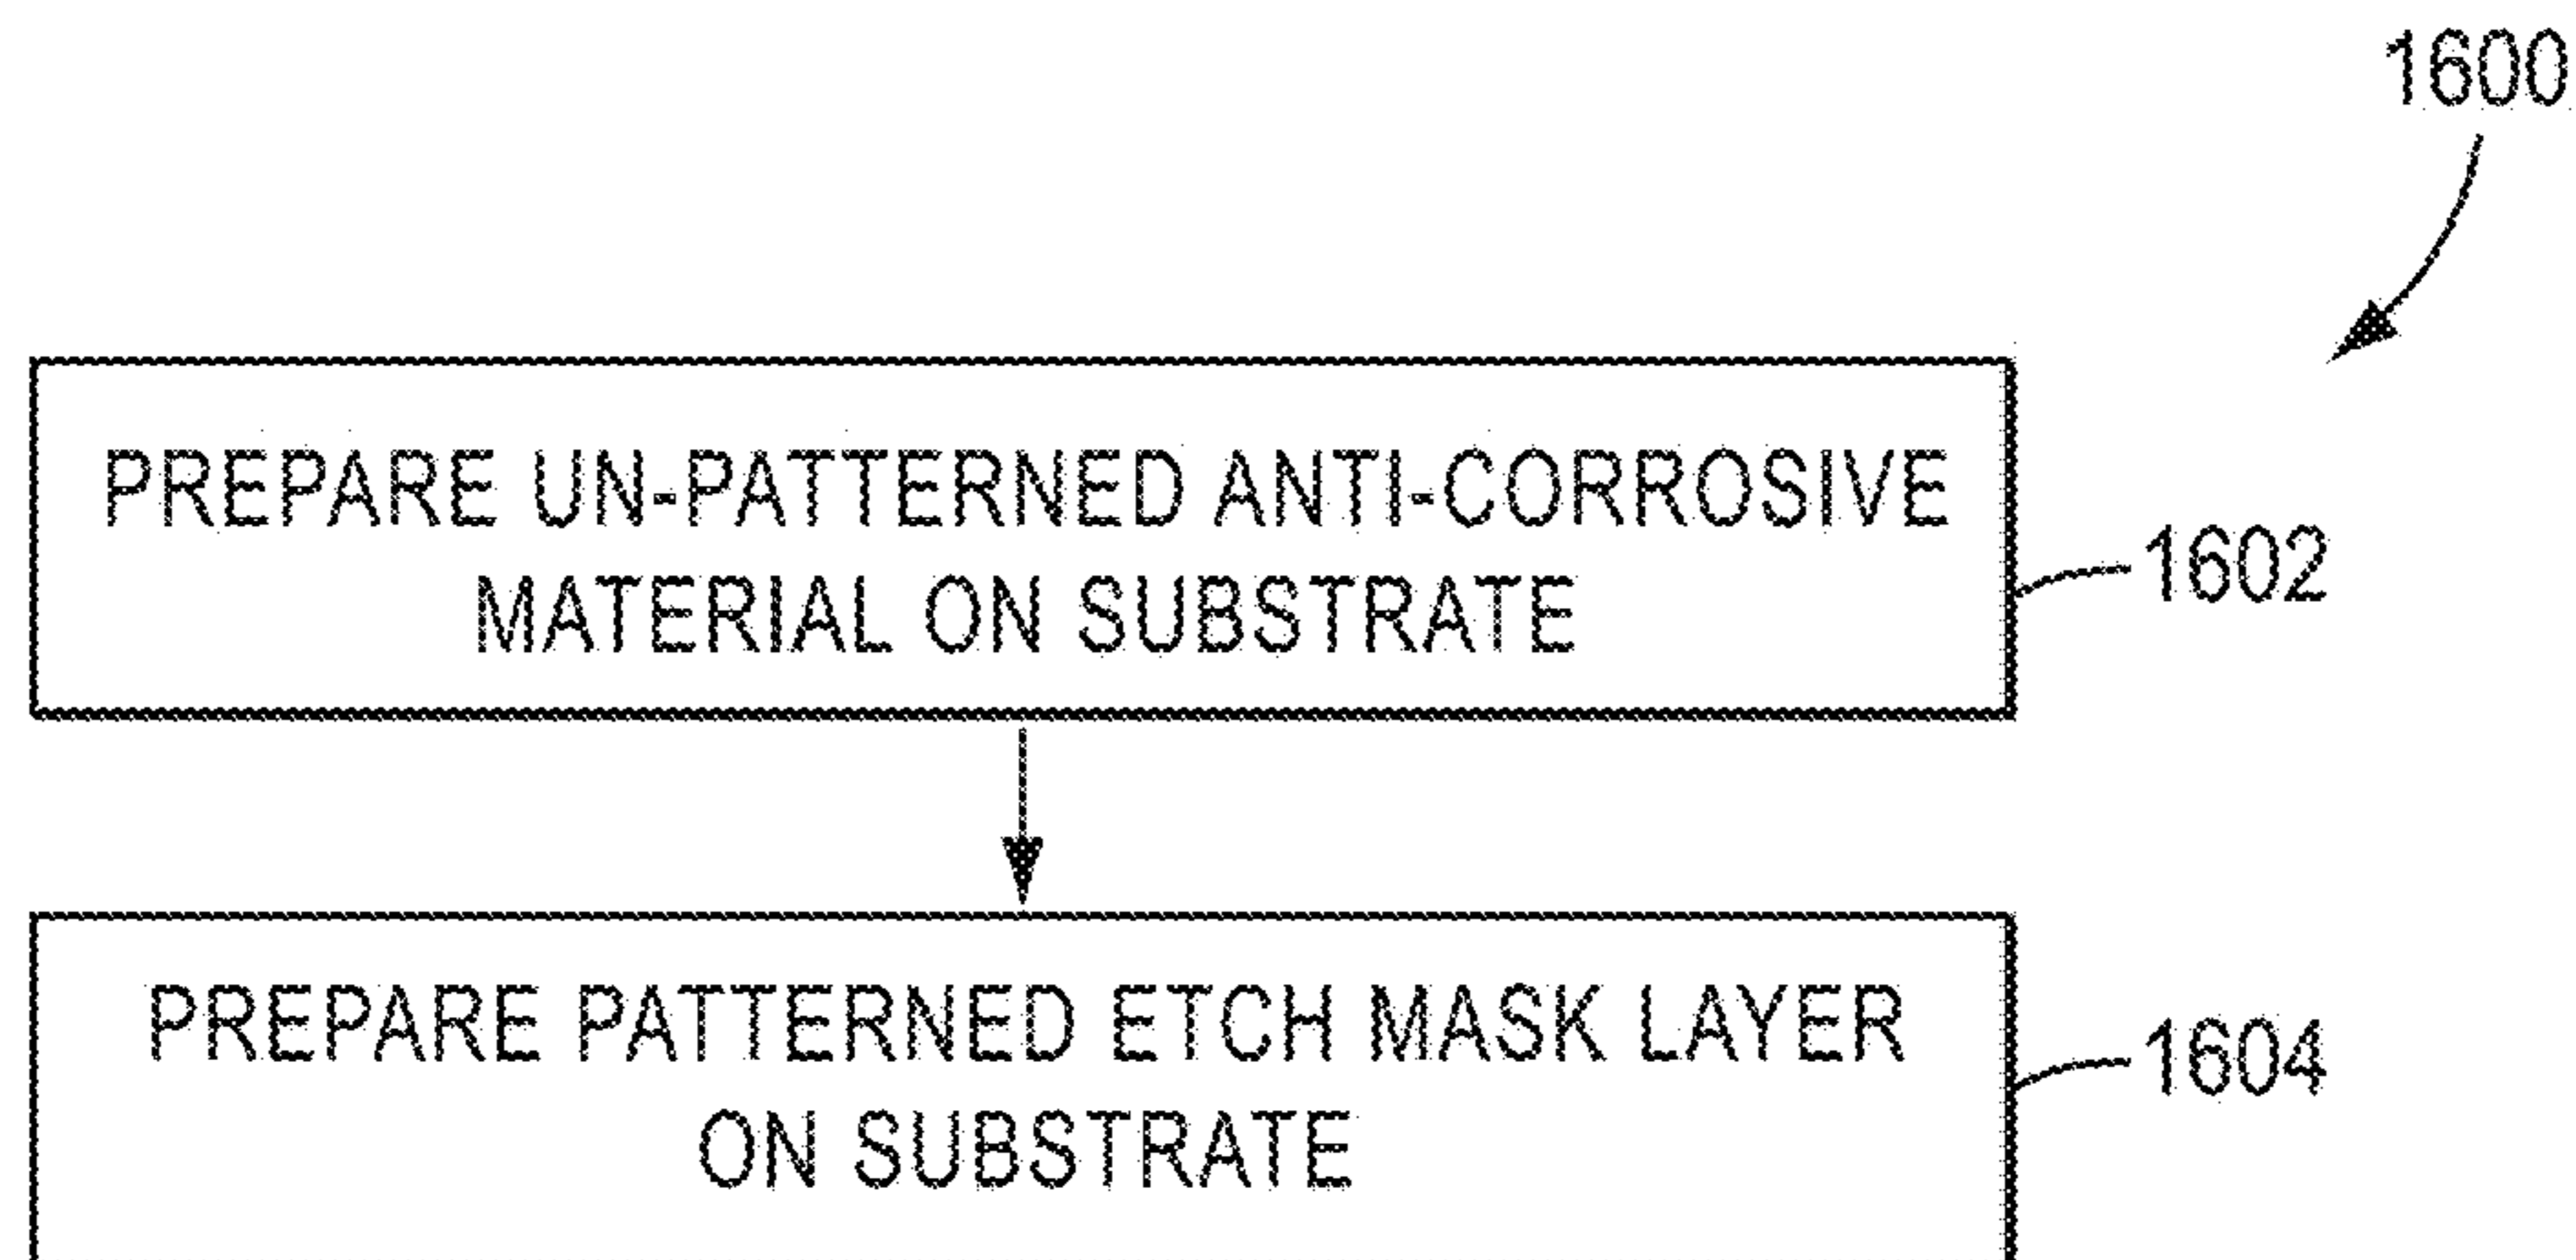 1600
PREPARE UN-PATTERNED ANTI-CORROSIVE
MATERIAL ON SUBSTRATE
1602
PREPARE PATTERNED ETCH MASK LAYER
ON SUBSTRATE
1604